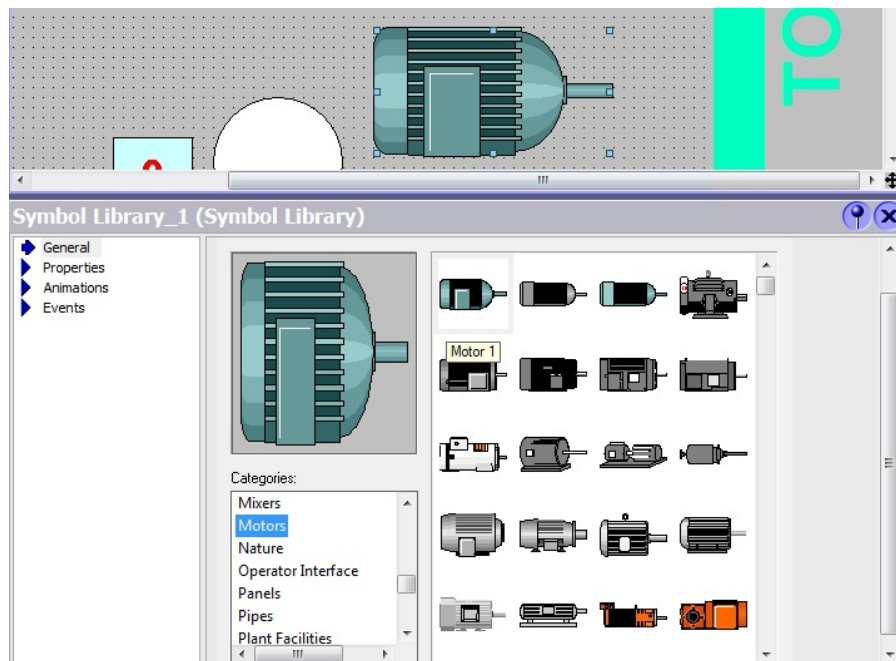 TO
Symbol Library_1 (Symbol Library)
General
Properties
Animations
Events
Motor 1
Categories:
Mixers
Motors
Nature
Operator Interface
Panels
Pipes
Plant Facilities